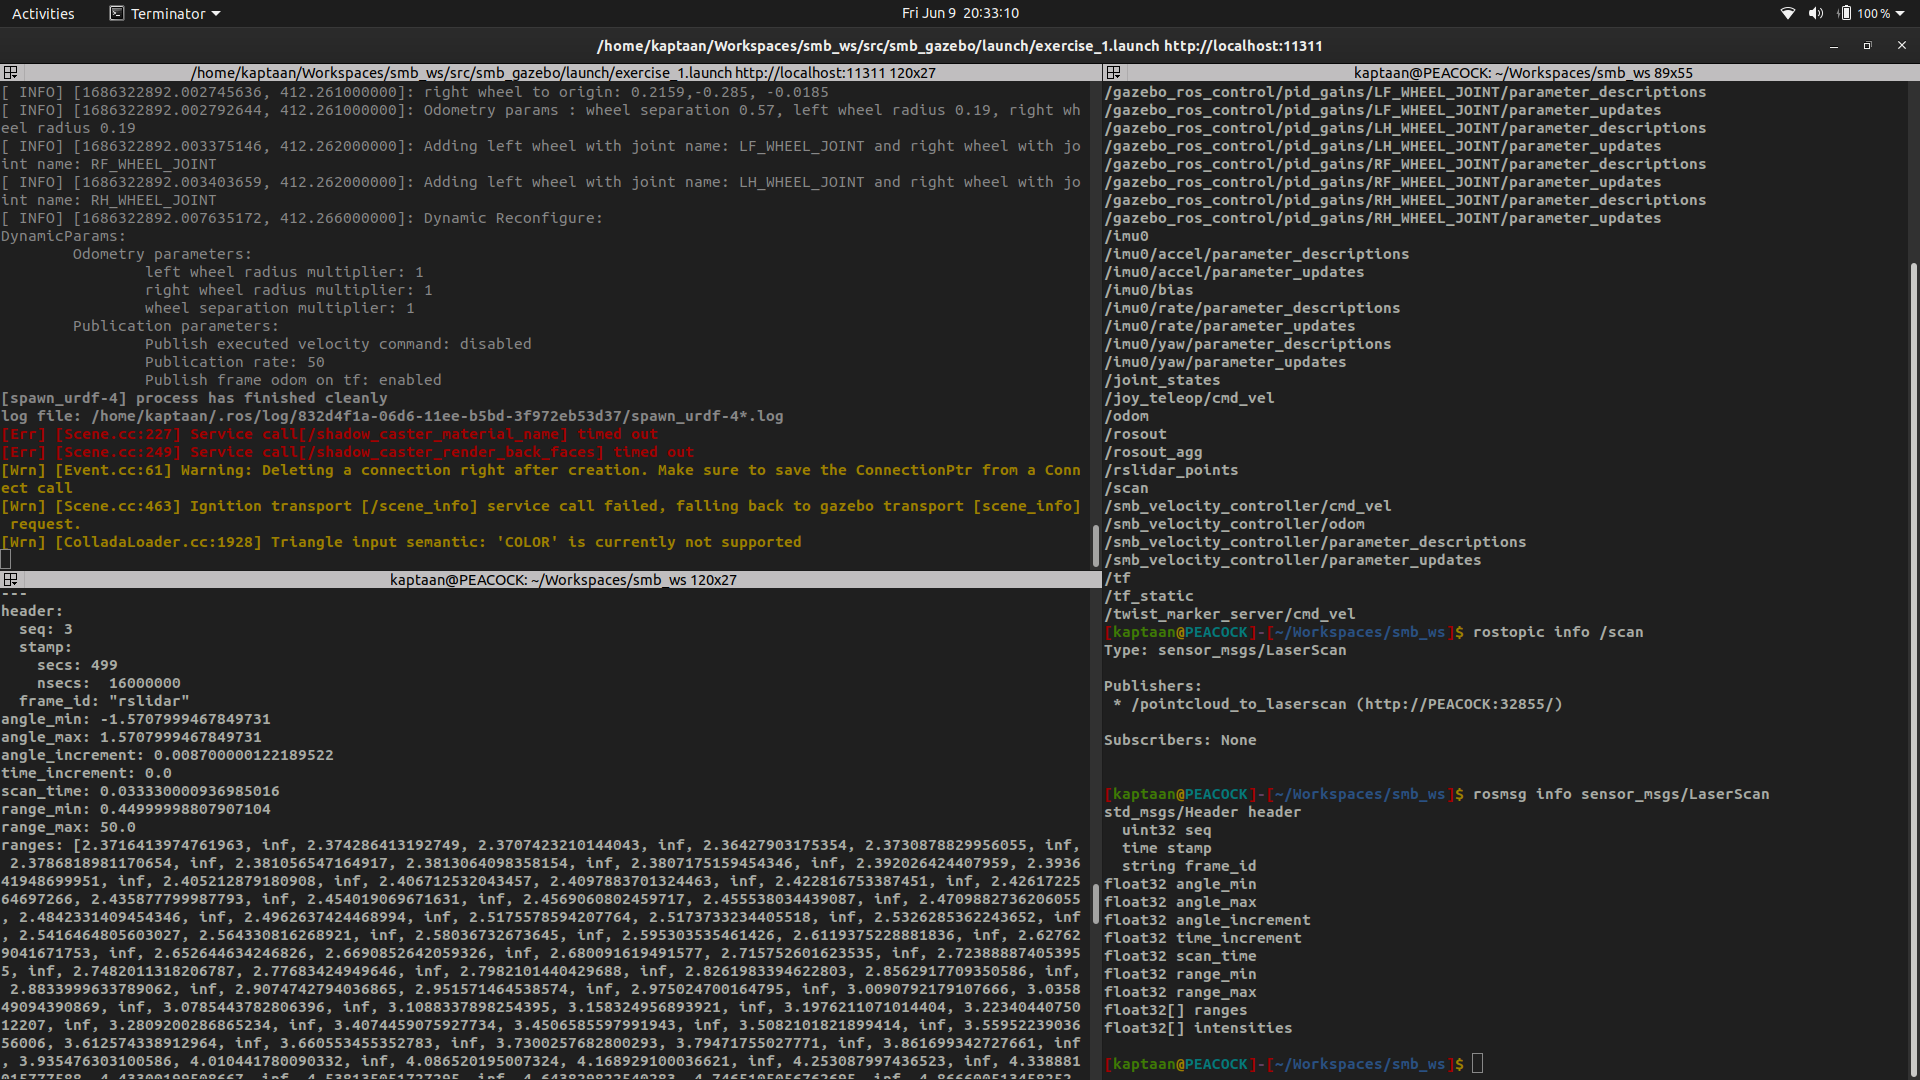 Activities
Terminator
Fri Jun 9 20:33:10
100 %
/home/kaptaan/Workspaces/smb_ws/src/smb_gazebo/launch/exercise_1.launch http://localhost:11311
/home/kaptaan/Workspaces/smb_ws/src/smb_gazebo/launch/exercise_1.launch http://localhost:11311 120x27
[ INFO] [1686322892.002745636, 412.261000000]: right wheel to origin: 0.2159,-0.285, -0.0185
[ INFO] [1686322892.002792644, 412.261000000]: Odometry params : wheel separation 0.57, left wheel radius 0.19, right wh
eel radius 0.19
[ INFO] [1686322892.003375146, 412.262000000]: Adding left wheel with joint name: LF_WHEEL_JOINT and right wheel with jo
int name: RF_WHEEL_JOINT
[ INFO] [1686322892.003403659, 412.262000000]: Adding left wheel with joint name: LH_WHEEL_JOINT and right wheel with jo
int name: RH_WHEEL_JOINT
[ INFO] [1686322892.007635172, 412.266000000]: Dynamic Reconfigure:
DynamicParams:
Odometry parameters:
left wheel radius multiplier: 1
right wheel radius multiplier: 1
wheel separation multiplier: 1
Publication parameters:
Publish executed velocity command: disabled
Publication rate: 50
Publish frame odom on tf: enabled
[spawn_urdf-4] process has finished cleanly
log file: /home/kaptaan/.ros/log/832d4f1a-06d6-11ee-b5bd-3f972eb53d37/spawn_urdf-4*.log
[Err] [Scene.cc:227] Service call[/shadow_caster_material_name] timed out
[Err] [Scene.cc:249] Service call[/shadow_caster_render_back_faces] timed out
[Wrn] [Event.cc:61] Warning: Deleting a connection right after creation. Make sure to save the ConnectionPtr from a Conn
ect call
[Wrn] [Scene.cc:463] Ignition transport [/scene_info] service call failed, falling back to gazebo transport [scene_info]
request.
[Wrn] [ColladaLoader.cc:1928] Triangle input semantic: 'COLOR' is currently not supported
kaptaan@PEACOCK: ~/Workspaces/smb_ws 120x27
---
header:
seq: 3
stamp:
secs: 499
nsecs:  16000000
frame_id: "rslidar"
angle_min: -1.5707999467849731
angle_max: 1.5707999467849731
angle_increment: 0.008700000122189522
time_increment: 0.0
scan_time: 0.033330000936985016
range_min: 0.44999998807907104
range_max: 50.0
ranges: [2.3716413974761963, inf, 2.374286413192749, 2.3707423210144043, inf, 2.36427903175354, 2.3730878829956055, inf,
2.3786818981170654, inf, 2.381056547164917, 2.3813064098358154, inf, 2.3807175159454346, inf, 2.392026424407959, 2.3936
41948699951, inf, 2.405212879180908, inf, 2.406712532043457, 2.4097883701324463, inf, 2.422816753387451, inf, 2.42617225
64697266, 2.435877799987793, inf, 2.454019069671631, inf, 2.4569060802459717, 2.455538034439087, inf, 2.4709882736206055
, 2.4842331409454346, inf, 2.4962637424468994, inf, 2.5175578594207764, 2.5173733234405518, inf, 2.5326285362243652, inf
, 2.5416464805603027, 2.564330816268921, inf, 2.58036732673645, inf, 2.595303535461426, 2.6119375228881836, inf, 2.62762
9041671753, inf, 2.652644634246826, 2.6690852642059326, inf, 2.680091619491577, 2.715752601623535, inf, 2.72388887405395
5, inf, 2.7482011318206787, 2.77683424949646, inf, 2.7982101440429688, inf, 2.8261983394622803, 2.8562917709350586, inf,
2.8833999633789062, inf, 2.9074742794036865, 2.951571464538574, inf, 2.975024700164795, inf, 3.0090792179107666, 3.0358
49094390869, inf, 3.0785443782806396, inf, 3.1088337898254395, 3.158324956893921, inf, 3.1976211071014404, inf, 3.223404407500
12207, inf, 3.2809200286865234, inf, 3.4074459075927734, 3.4506585597991943, inf, 3.5082101821899414, inf, 3.55952239036
56006, 3.612574338912964, inf, 3.660553455352783, inf, 3.7300257682800293, 3.79471755027771, inf, 3.861699342727661, inf
, 3.935476303100586, 4.010441780090332, inf, 4.086520195007324, 4.168929100036621, inf, 4.253087997436523, inf, 4.338881
kaptaan@PEACOCK: ~/Workspaces/smb_ws 89x55
/gazebo_ros_control/pid_gains/LF_WHEEL_JOINT/parameter_descriptions
/gazebo_ros_control/pid_gains/LF_WHEEL_JOINT/parameter_updates
/gazebo_ros_control/pid_gains/LH_WHEEL_JOINT/parameter_descriptions
/gazebo_ros_control/pid_gains/LH_WHEEL_JOINT/parameter_updates
/gazebo_ros_control/pid_gains/RF_WHEEL_JOINT/parameter_descriptions
/gazebo_ros_control/pid_gains/RF_WHEEL_JOINT/parameter_updates
/gazebo_ros_control/pid_gains/RH_WHEEL_JOINT/parameter_descriptions
/gazebo_ros_control/pid_gains/RH_WHEEL_JOINT/parameter_updates
/imu0
/imu0/accel/parameter_descriptions
/imu0/accel/parameter_updates
/imu0/bias
/imu0/rate/parameter_descriptions
/imu0/rate/parameter_updates
/imu0/yaw/parameter_descriptions
/imu0/yaw/parameter_updates
/joint_states
/joy_teleop/cmd_vel
/odom
/rosout
/rosout_agg
/rslidar_points
/scan
/smb_velocity_controller/cmd_vel
/smb_velocity_controller/odom
/smb_velocity_controller/parameter_descriptions
/smb_velocity_controller/parameter_updates
/tf
/tf_static
/twist_marker_server/cmd_vel
[kaptaan@PEACOCK]-[~/Workspaces/smb_ws]$ rostopic info /scan
Type: sensor_msgs/LaserScan
Publishers:
* /pointcloud_to_laserscan (http://PEACOCK:32855/)
Subscribers: None
[kaptaan@PEACOCK]-[~/Workspaces/smb_ws]$ rosmsg info sensor_msgs/LaserScan
std_msgs/Header header
uint32 seq
time stamp
string frame_id
float32 angle_min
float32 angle_max
float32 angle_increment
float32 time_increment
float32 scan_time
float32 range_min
float32 range_max
float32[] ranges
float32[] intensities
[kaptaan@PEACOCK]-[~/Workspaces/smb_ws]$